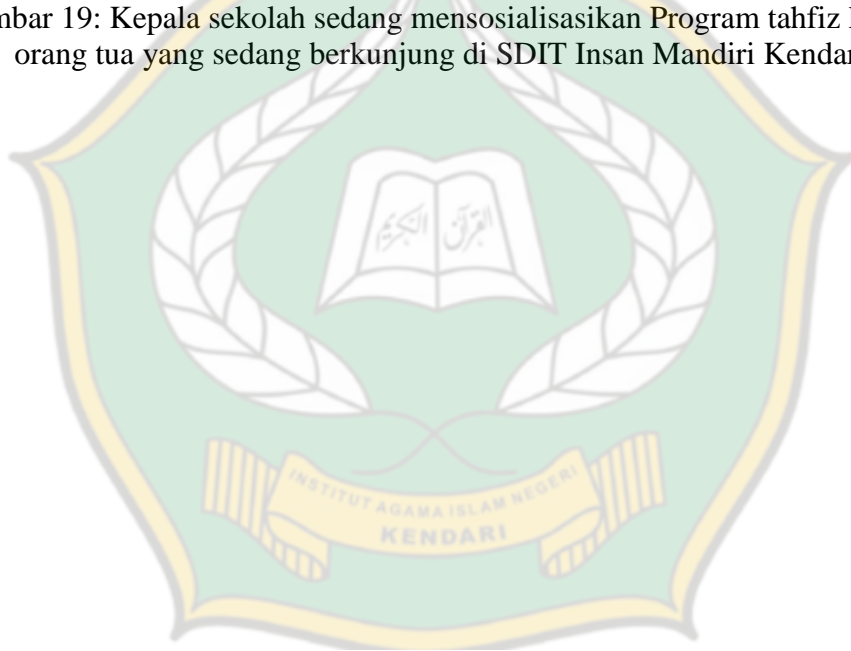 mbar 19: Kepala sekolah sedang mensosialisasikan Program tahfiz
orang tua yang sedang berkunjung di SDIT Insan Mandiri Kendar
القرآن الكريم
INSTITUT AGAMA ISLAM NEGERI
KENDARI